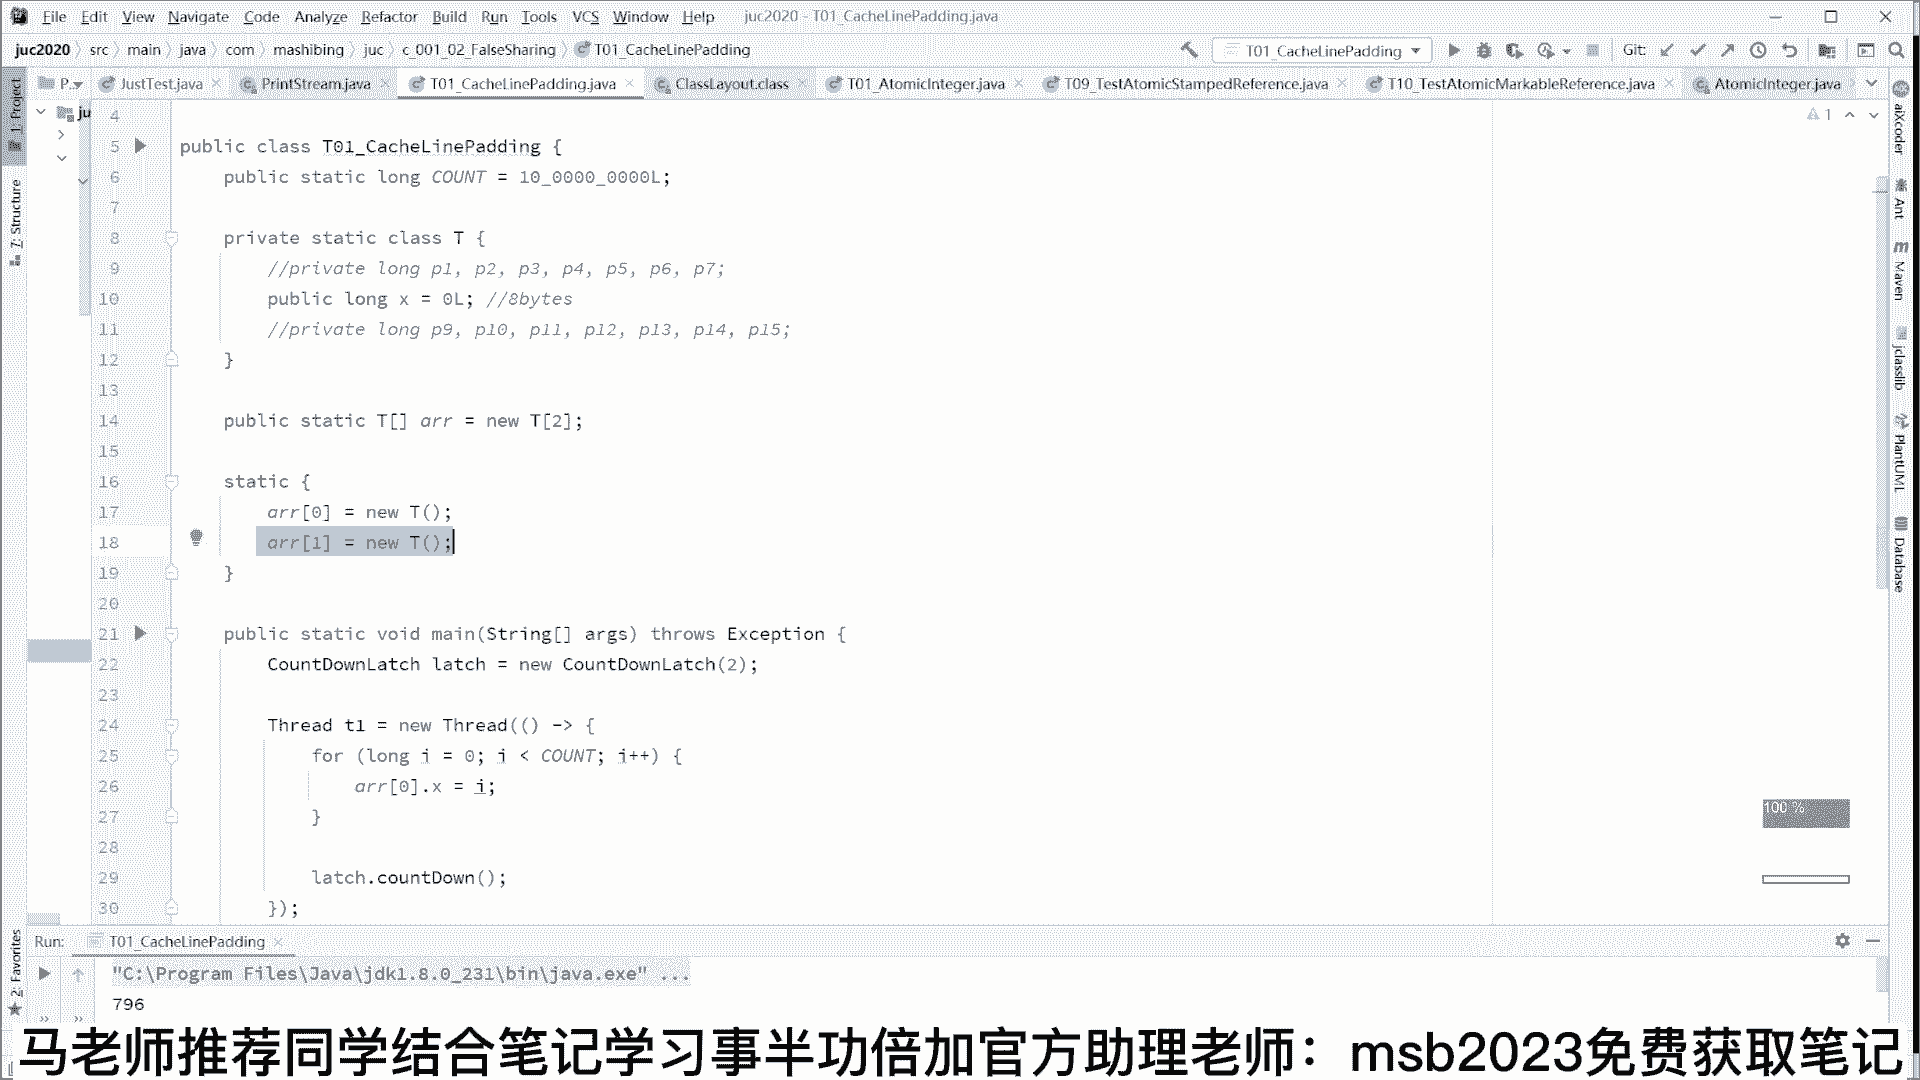 File Edit View Navigate Code Analyze Refactor Build Run Tools VCS Window Help juc2020 - T01_CacheLinePadding.java
juc2020 src main java com mashibing juc c_001_02_FalseSharing T01_CacheLinePadding
T01_CacheLinePadding Git:
P... JustTest.java PrintStream.java T01_CacheLinePadding.java ClassLayout.class T01_AtomicInteger.java T09_TestAtomicStampedReference.java T10_TestAtomicMarkableReference.java AtomicInteger.java
1: Project
7: Structure
2: Favorites
ju
4
5 public class T01_CacheLinePadding {
6 public static long COUNT = 10_0000_0000L;
7
8 private static class T {
9 //private long p1, p2, p3, p4, p5, p6, p7;
10 public long x = 0L; //8bytes
11 //private long p9, p10, p11, p12, p13, p14, p15;
12 }
13
14 public static T[] arr = new T[2];
15
16 static {
17 arr[0] = new T();
18 arr[1] = new T();
19 }
20
21 public static void main(String[] args) throws Exception {
22 CountDownLatch latch = new CountDownLatch(2);
23
24 Thread t1 = new Thread(() -> {
25 for (long i = 0; i < COUNT; i++) {
26 arr[0].x = i;
27 }
28
29 latch.countDown();
30 });
1
100 %
aiXcoder
Ant
Maven
jclasslib
PlantUML
Database
Run: T01_CacheLinePadding
"C:\Program Files\Java\jdk1.8.0_231\bin\java.exe" ...
796
马老师推荐同学结合笔记学习事半功倍加官方助理老师：msb2023免费获取笔记